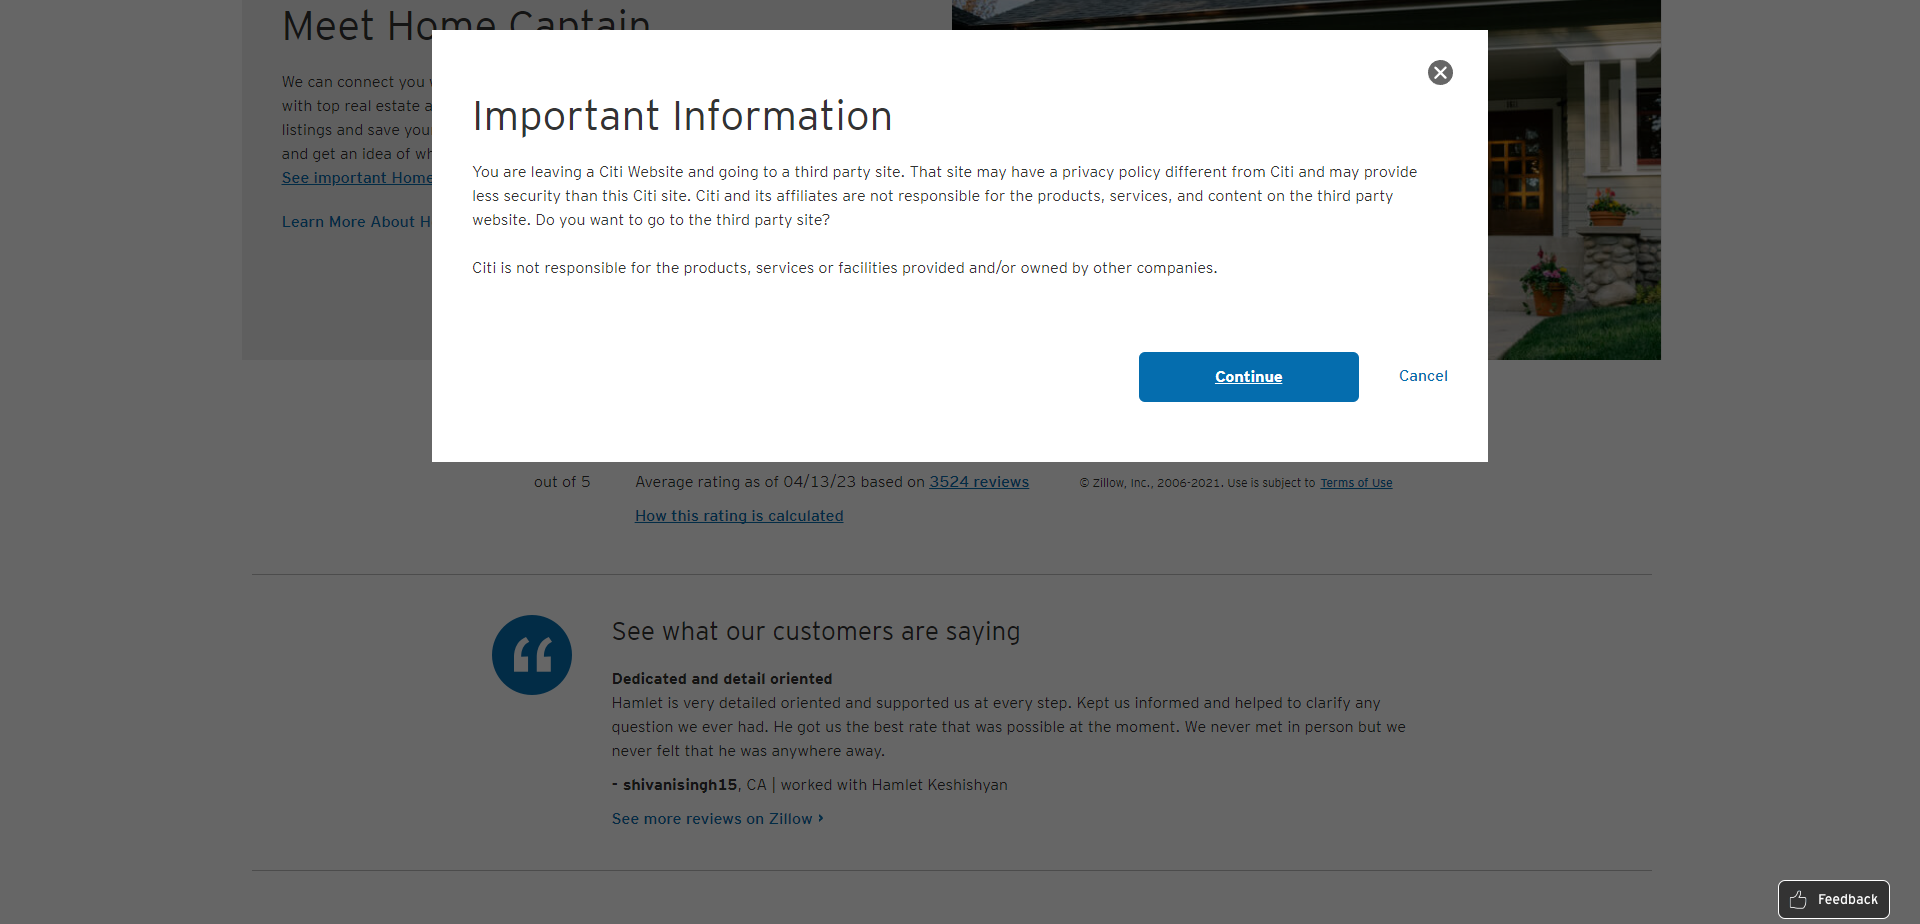 Meet Home Captain
We can connect you
with top real estate a
listings and save you
and get an idea of wh
See important Home
Learn More About H
Important Information
You are leaving a Citi Website and going to a third party site. That site may have a privacy policy different from Citi and may provide
less security than this Citi site. Citi and its affiliates are not responsible for the products, services, and content on the third party
website. Do you want to go to the third party site?
Citi is not responsible for the products, services or facilities provided and/or owned by other companies.
Continue
Cancel
out of 5
Average rating as of 04/13/23 based on 3524 reviews
© Zillow, Inc., 2006-2021. Use is subject to Terms of Use
How this rating is calculated
See what our customers are saying
Dedicated and detail oriented
Hamlet is very detailed oriented and supported us at every step. Kept us informed and helped to clarify any
question we ever had. He got us the best rate that was possible at the moment. We never met in person but we
never felt that he was anywhere away.
- shivanisingh15, CA | worked with Hamlet Keshishyan
See more reviews on Zillow
Feedback